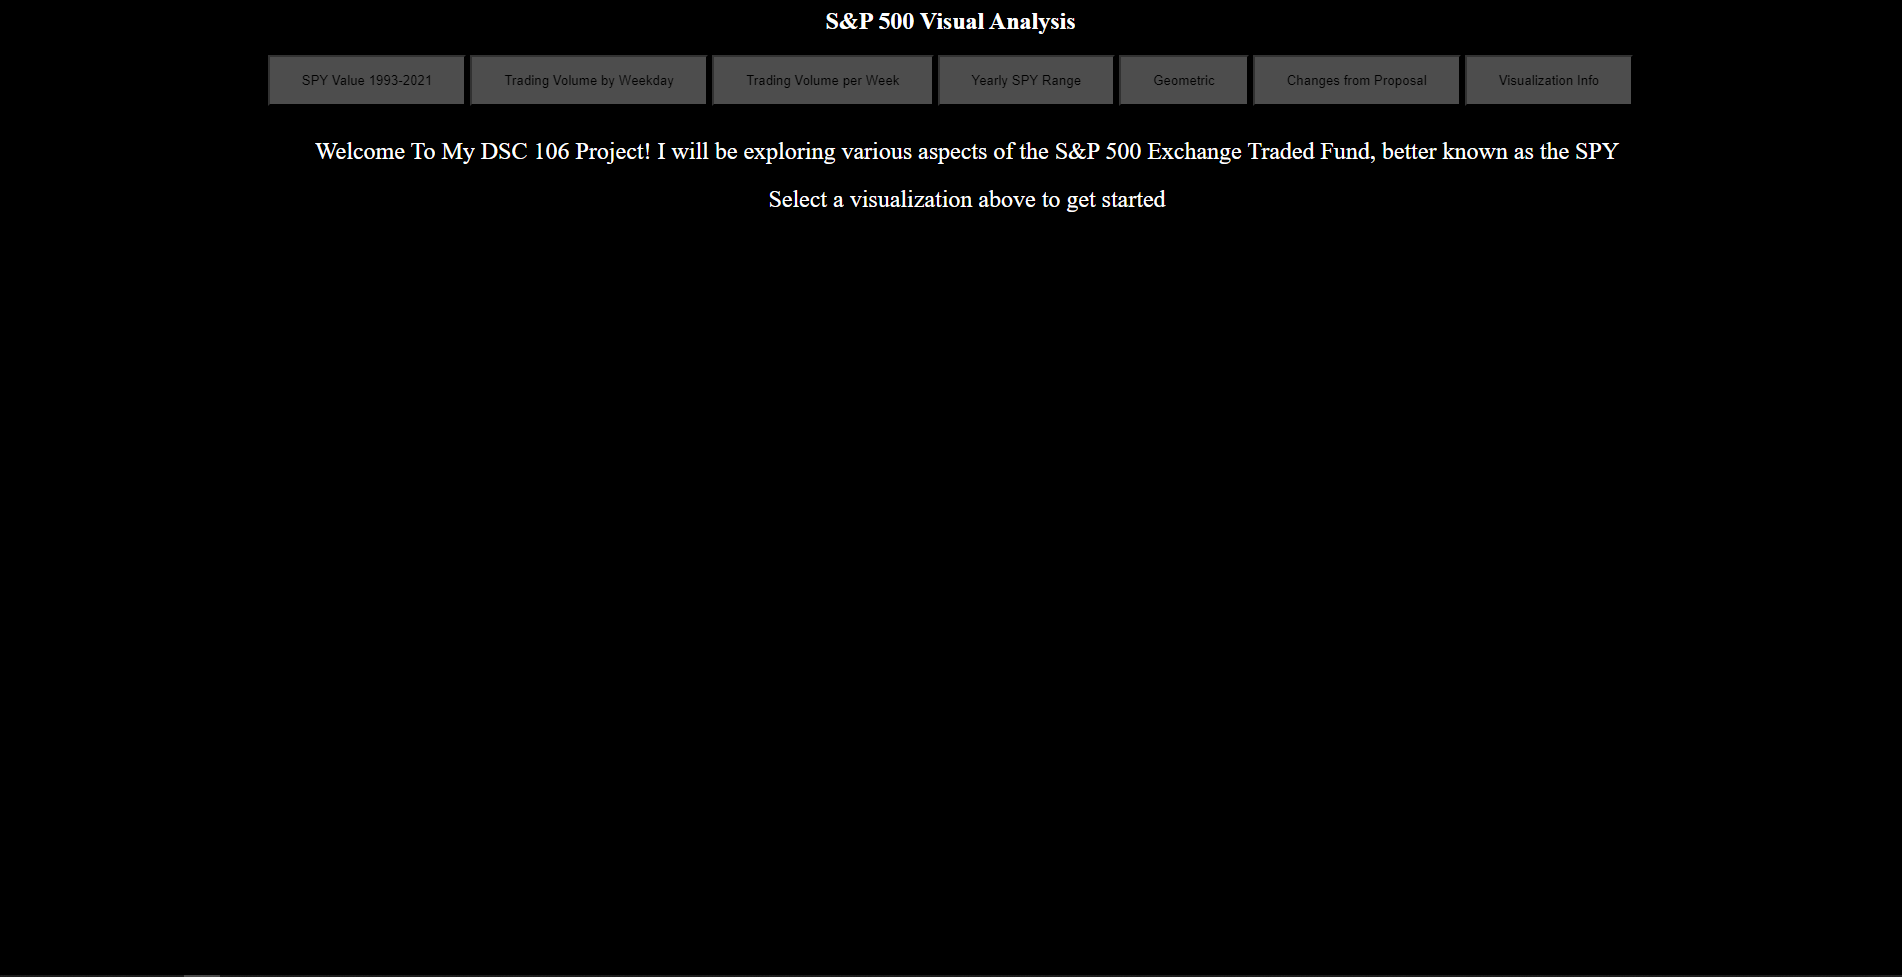 S&P 500 Visual Analysis
SPY Value 1993-2021 Trading Volume by Weekday Trading Volume per Week Yearly SPY Range Geometric Changes from Proposal Visualization Info
Welcome To My DSC 106 Project! I will be exploring various aspects of the S&P 500 Exchange Traded Fund, better known as the SPY
Select a visualization above to get started